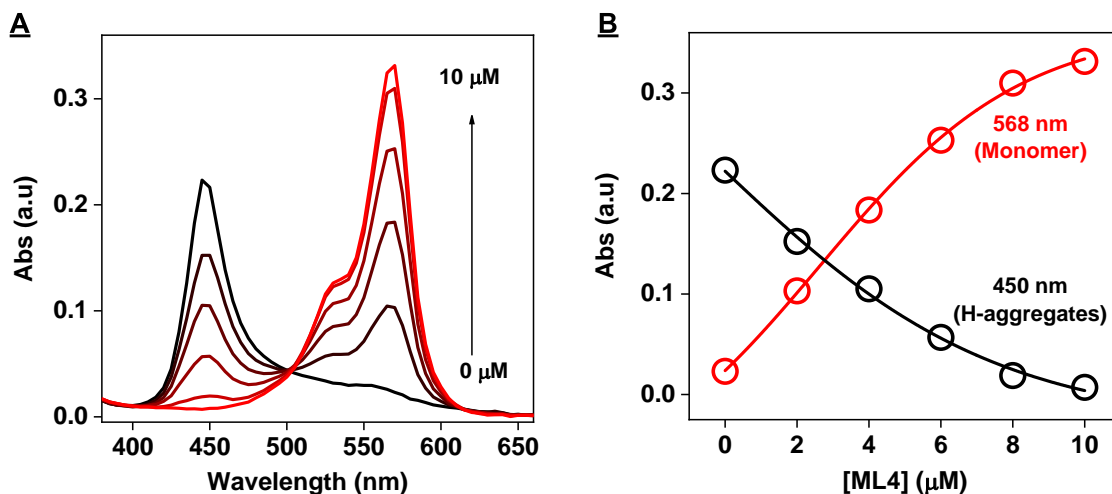 A
Abs (a.u)
0.3
0.2
0.1
0.0
10 μM
0 μM
400 450 500 550 600 650
Wavelength (nm)
B
Abs (a.u)
0.3
0.2
0.1
0.0
568 nm
(Monomer)
450 nm
(H-aggregates)
0 2 4 6 8 10
[ML4] (μM)